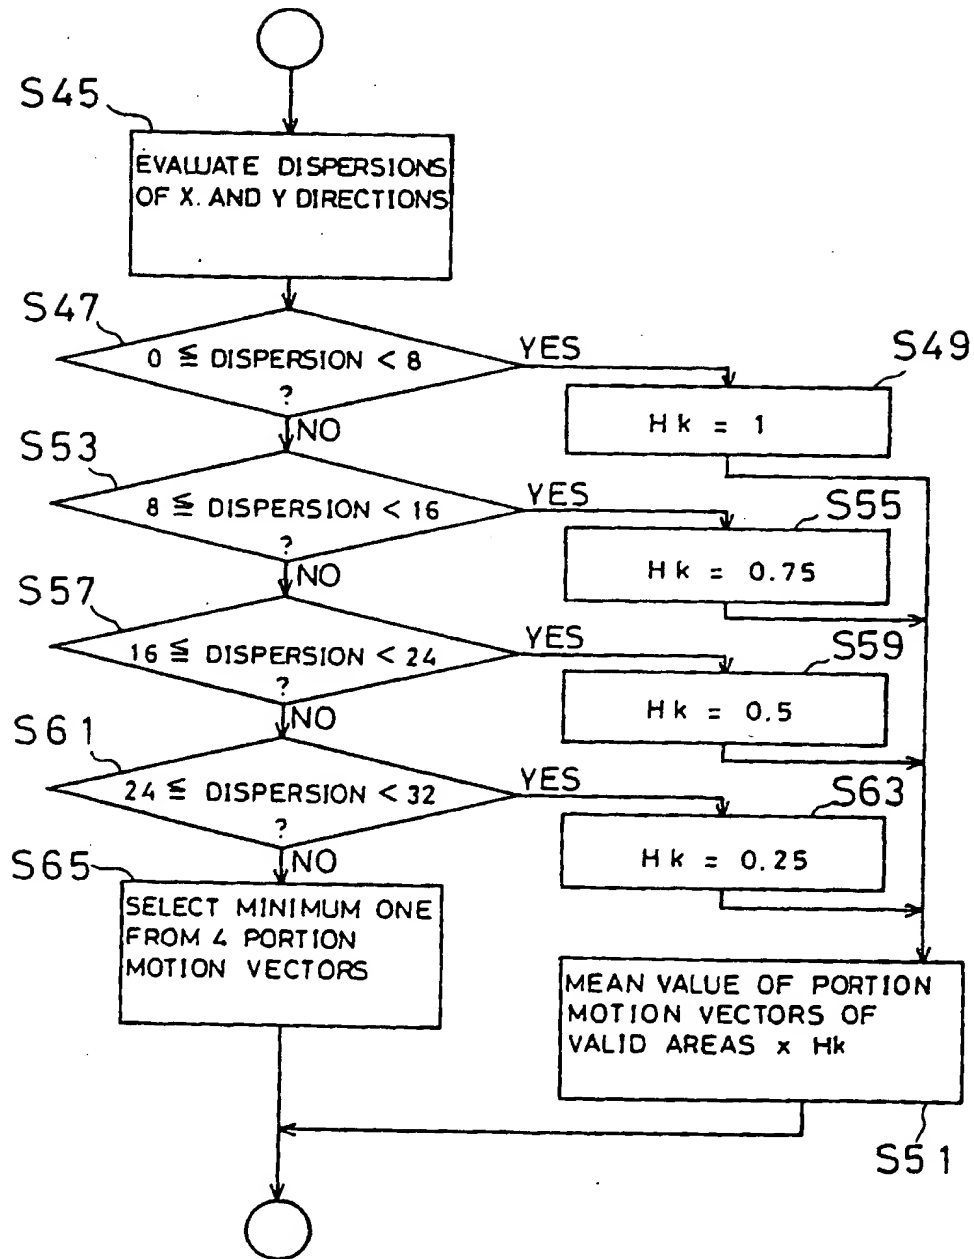 S45
EVALUATE DISPERSIONS
OF X. AND Y DIRECTIONS
S47
0 ≦ DISPERSION < 8
?
YES
NO
S49
Hk = 1
S53
8 ≦ DISPERSION < 16
?
YES
NO
S55
Hk = 0.75
S57
16 ≦ DISPERSION < 24
?
YES
NO
S59
Hk = 0.5
S61
24 ≦ DISPERSION < 32
?
YES
NO
S63
Hk = 0.25
S65
SELECT MINIMUM ONE
FROM 4 PORTION
MOTION VECTORS
MEAN VALUE OF PORTION
MOTION VECTORS OF
VALID AREAS x Hk
S51